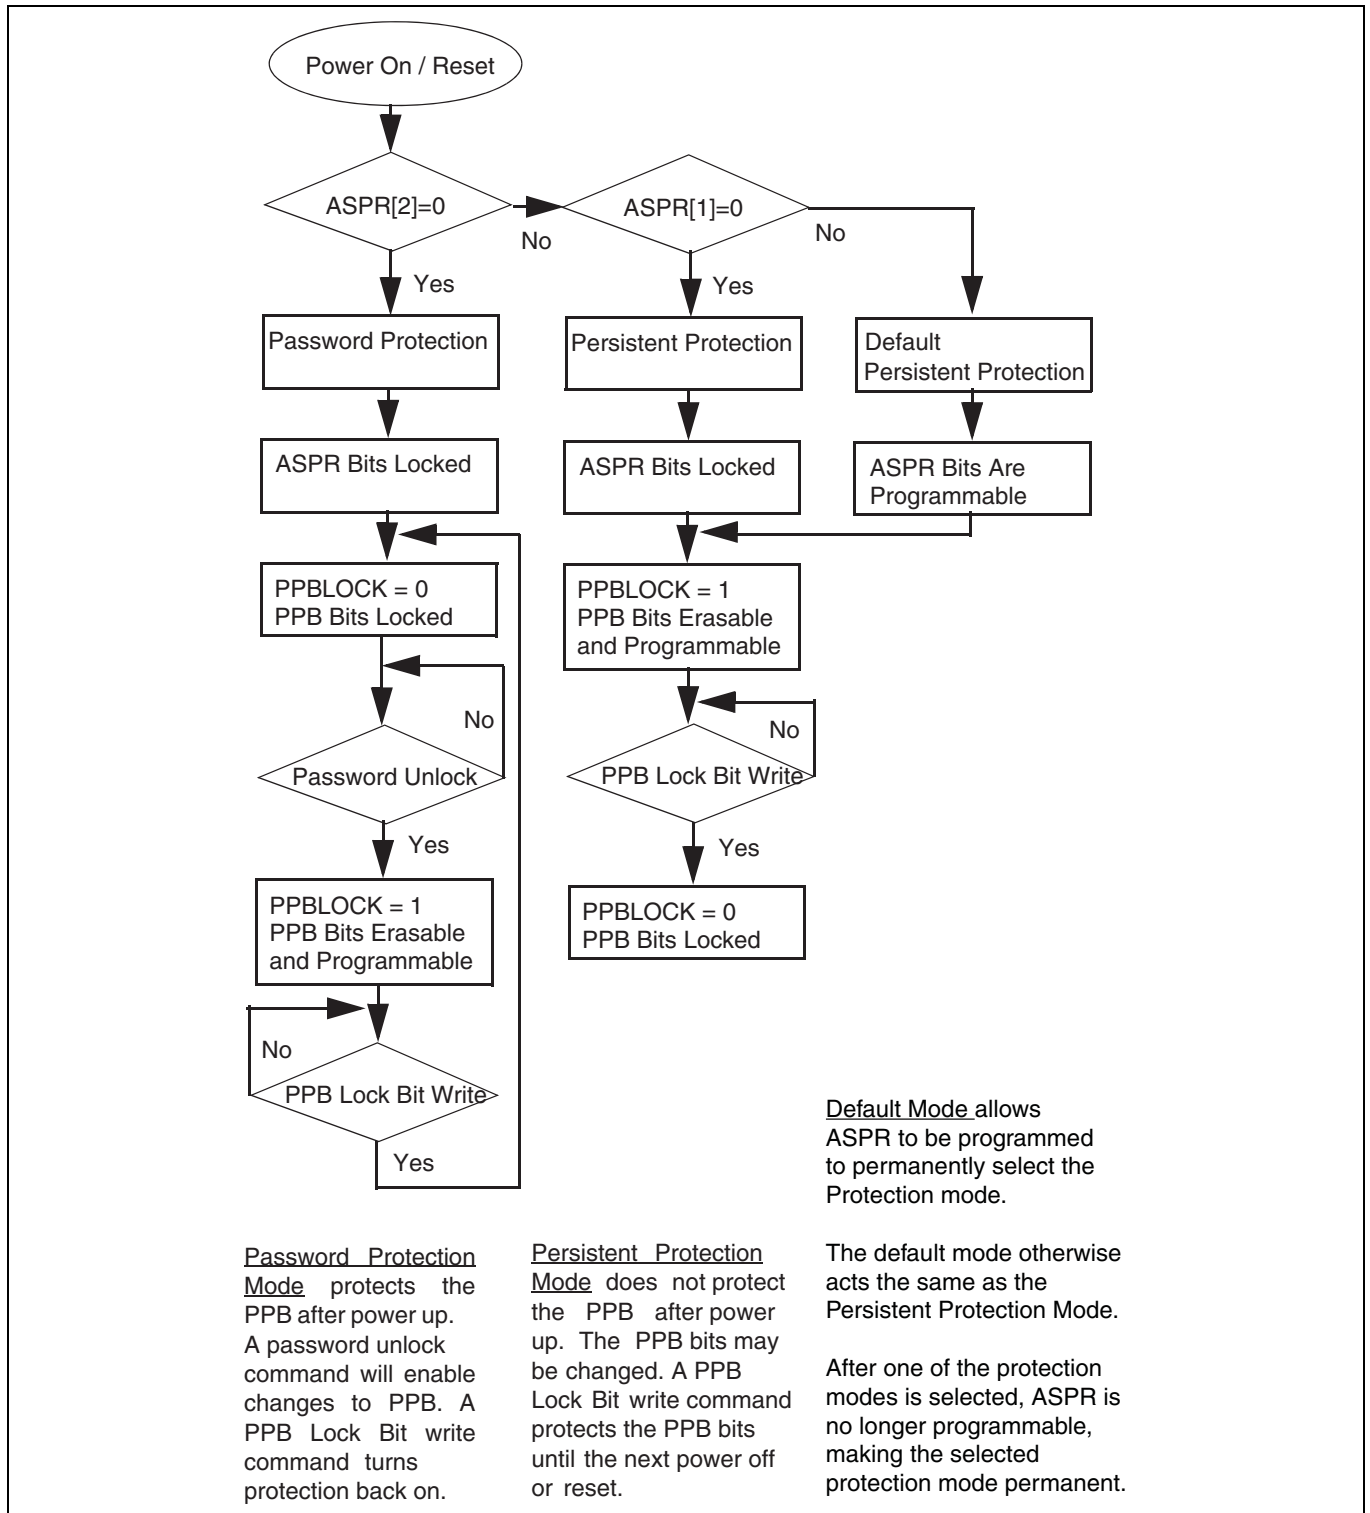 Power On / Reset
ASPR[2]=0
No
ASPR[1]=0
No
Yes
Yes
Password Protection
Persistent Protection
Default
Persistent Protection
ASPR Bits Locked
ASPR Bits Locked
ASPR Bits Are
Programmable
PPBLOCK = 0
PPB Bits Locked
PPBLOCK = 1
PPB Bits Erasable
and Programmable
No
No
Password Unlock
PPB Lock Bit Write
Yes
Yes
PPBLOCK = 1
PPB Bits Erasable
and Programmable
PPBLOCK = 0
PPB Bits Locked
No
PPB Lock Bit Write
Yes
Password Protection
Mode protects the
PPB after power up.
A password unlock
command will enable
changes to PPB. A
PPB Lock Bit write
command turns
protection back on.
Persistent Protection
Mode does not protect
the PPB after power
up. The PPB bits may
be changed. A PPB
Lock Bit write command
protects the PPB bits
until the next power off
or reset.
Default Mode allows
ASPR to be programmed
to permanently select the
Protection mode.
The default mode otherwise
acts the same as the
Persistent Protection Mode.
After one of the protection
modes is selected, ASPR is
no longer programmable,
making the selected
protection mode permanent.